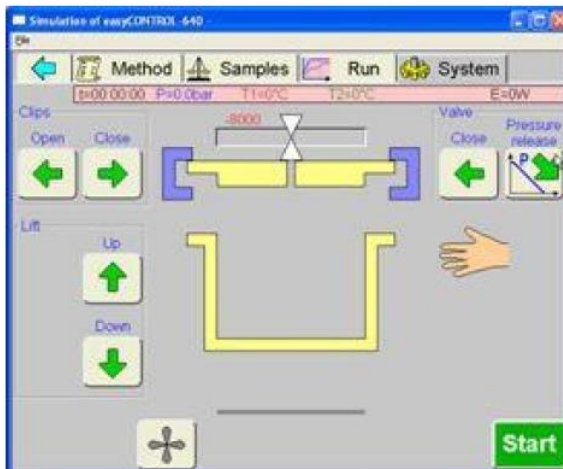 Simulation of easyCONTROL-640 -
File
Method Samples Run System
t=00:00:00 P=0.0bar T1=0°C T2=0°C E=0W
Clips
Open Close
-8000
Valve
Close Pressure release
P
Lift
Up
Down
Start